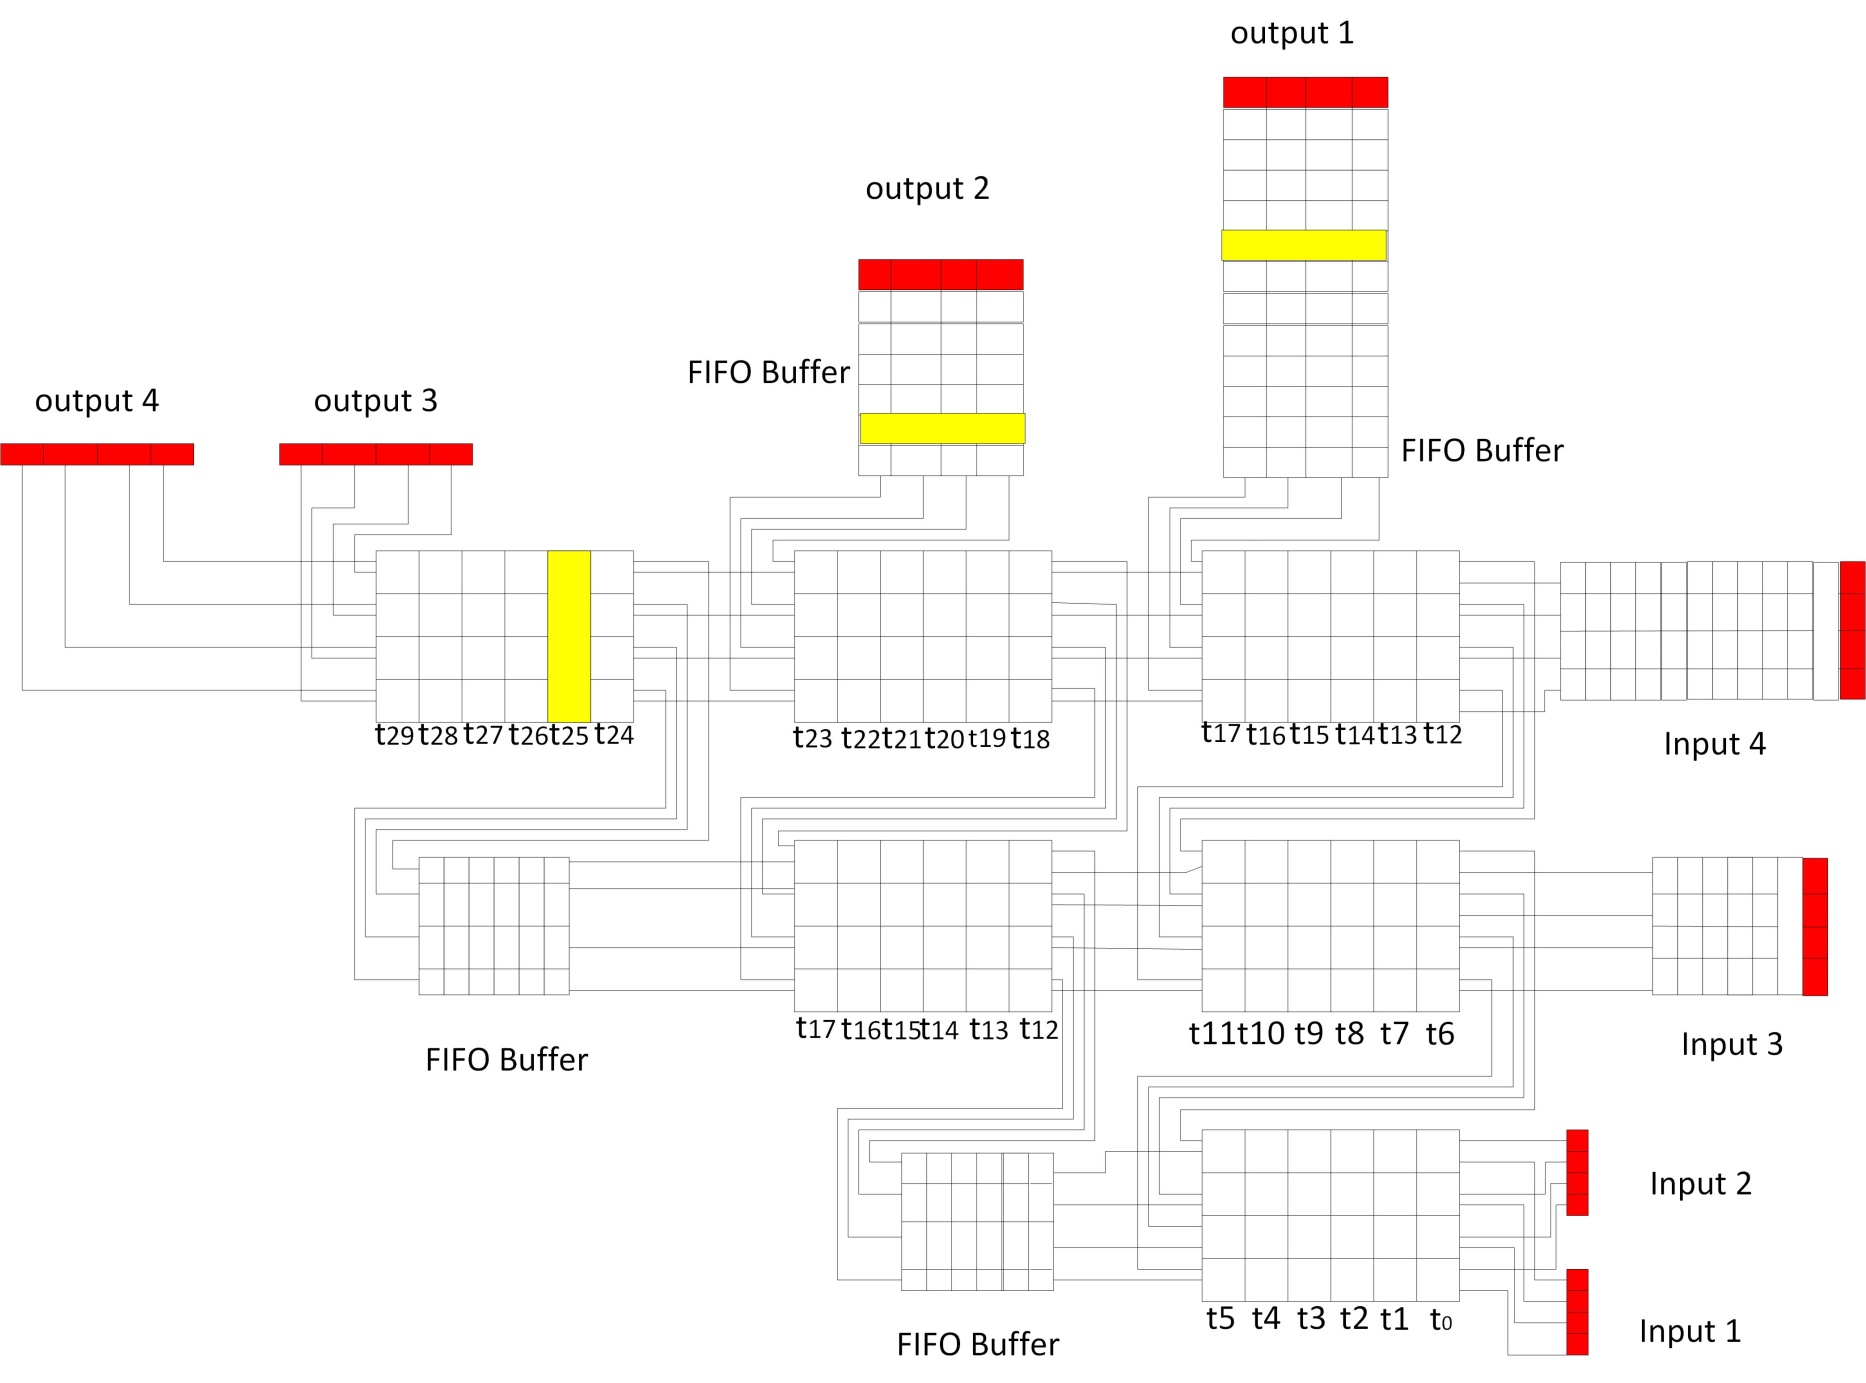 output 1
output 2
FIFO Buffer
output 4
output 3
FIFO Buffer
t29 t28 t27 t26 t25 t24
t23 t22 t21 t20 t19 t18
t17 t16 t15 t14 t13 t12
Input 4
t17 t16 t15 t14 t13 t12
t11 t10 t9 t8 t7 t6
Input 3
FIFO Buffer
Input 2
t5 t4 t3 t2 t1 t0
Input 1
FIFO Buffer